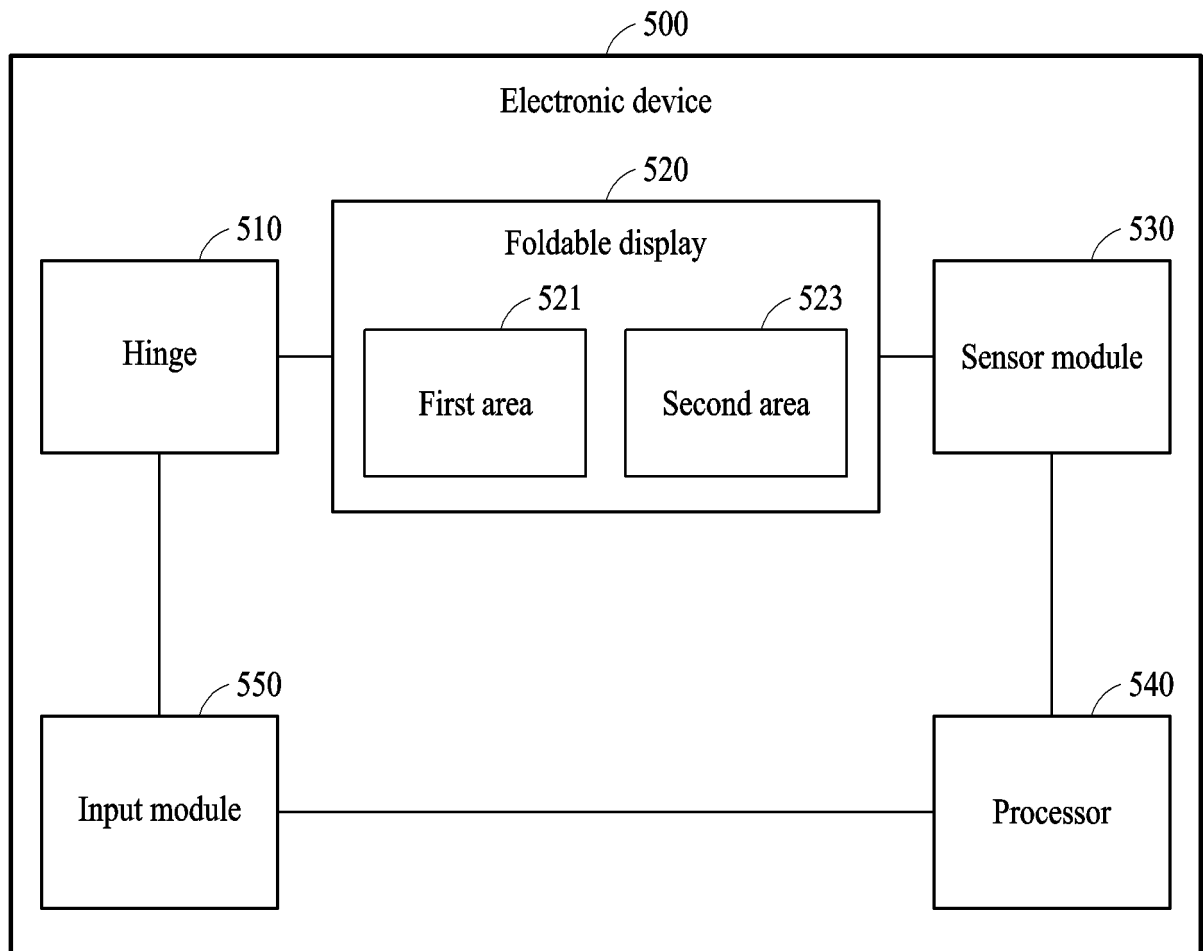 500
Electronic device
520
510
Foldable display
530
521
523
Hinge
First area
Second area
Sensor module
550
540
Input module
Processor